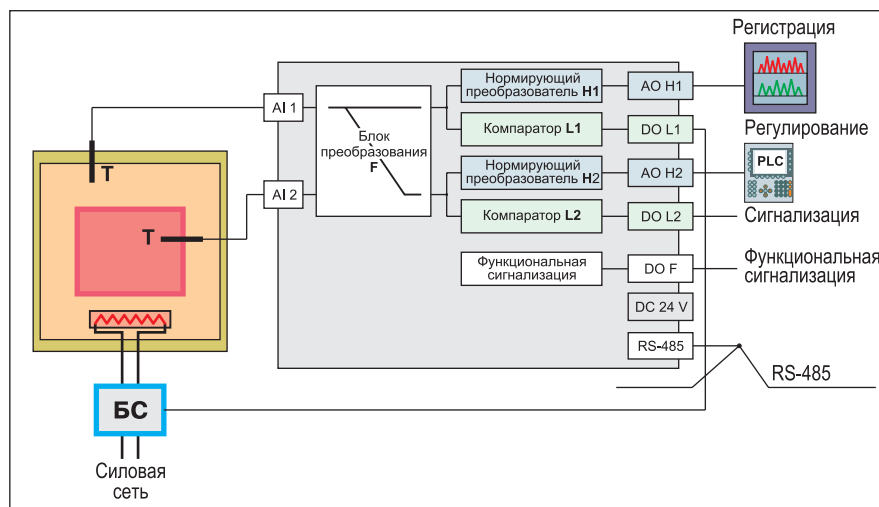 Регистрация
Нормирующий
преобразователь H1
AO H1
AI 1
Компаратор L1
DO L1
Блок
преобразования
F
Регулирование
T
Нормирующий
преобразователь H2
AO H2
PLC
AI 2
T
Компаратор L2
DO L2
Сигнализация
Функциональная
сигнализация
DO F
Функциональная
сигнализация
DC 24 V
RS-485
RS-485
БС
Силовая
сеть